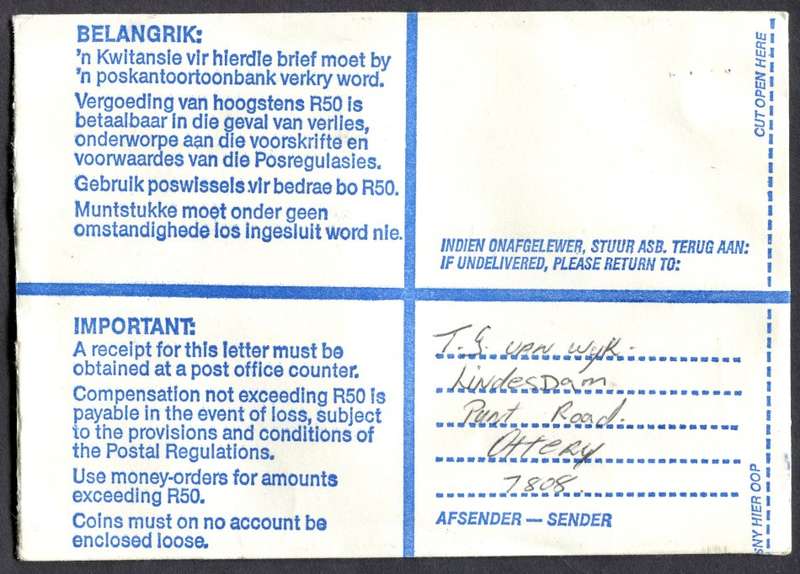 BELANGRIK:
'n Kwitansie vir hierdie brief moet by
'n poskantoortoonbank verkry word.
Vergoeding van hoogstens R50 is
betaalbaar in die geval van verlies,
onderworpe aan die voorskrifte en
voorwaardes van die Posregulasies.
Gebruik poswissels.vir bedrae bo R50.
Muntstukke moet onder geen
omstandighede los ingesluit word nie.
CUT OPEN HERE
INDIEN ONAFGELEWER, STUUR ASB. TERUG AAN:
IF UNDELIVERED, PLEASE RETURN TO:
IMPORTANT:
A receipt for this letter must be
obtained at a post office counter.
Compensation not exceeding R50 is
payable in the event of loss, subject
to the provisions and conditions of
the Postal Regulations.
Use money-orders for amounts
exceeding R50.
Coins must on no account be
enclosed loose.
T.G. van Wyk.
LindesDam
Punt Road.
Ottery
7808.
AFSENDER — SENDER
SNY HIER OOP